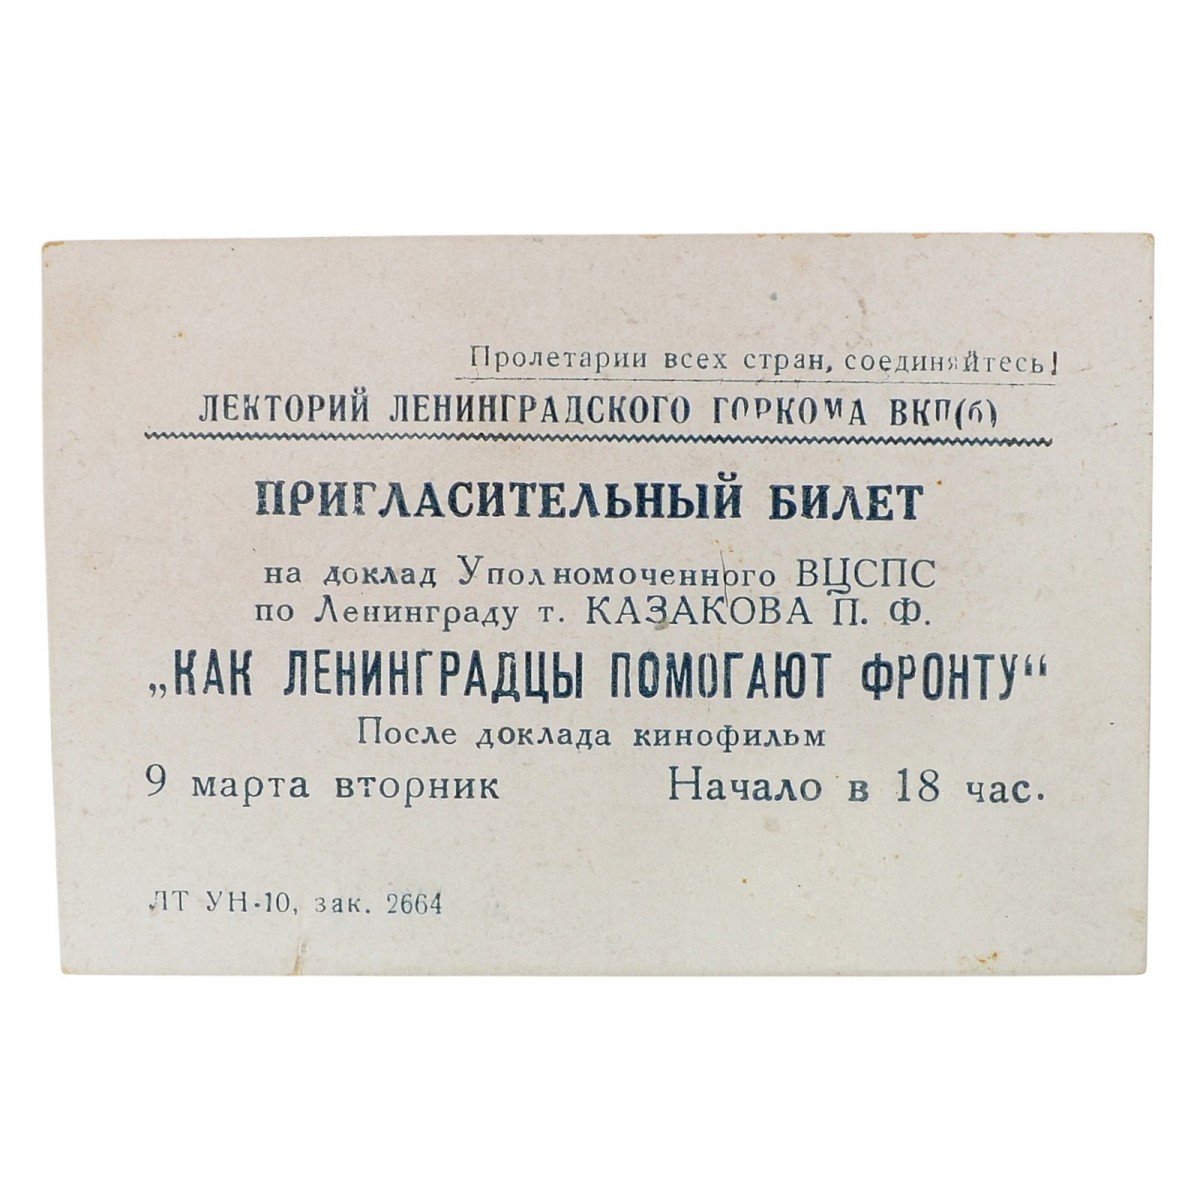 Пролетарии всех стран, соединяйтесь!
ЛЕКТОРИЙ ЛЕНИНГРАДСКОГО ГОРКОМА ВКП(б)
ПРИГЛАСИТЕЛЬНЫЙ БИЛЕТ
на доклад Уполномоченного ВЦСПС
по Ленинграду т. КАЗАКОВА П. Ф.
„КАК ЛЕНИНГРАДЦЫ ПОМОГАЮТ ФРОНТУ“
После доклада кинофильм
9 марта вторник Начало в 18 час.
ЛТ УН-10, зак. 2664